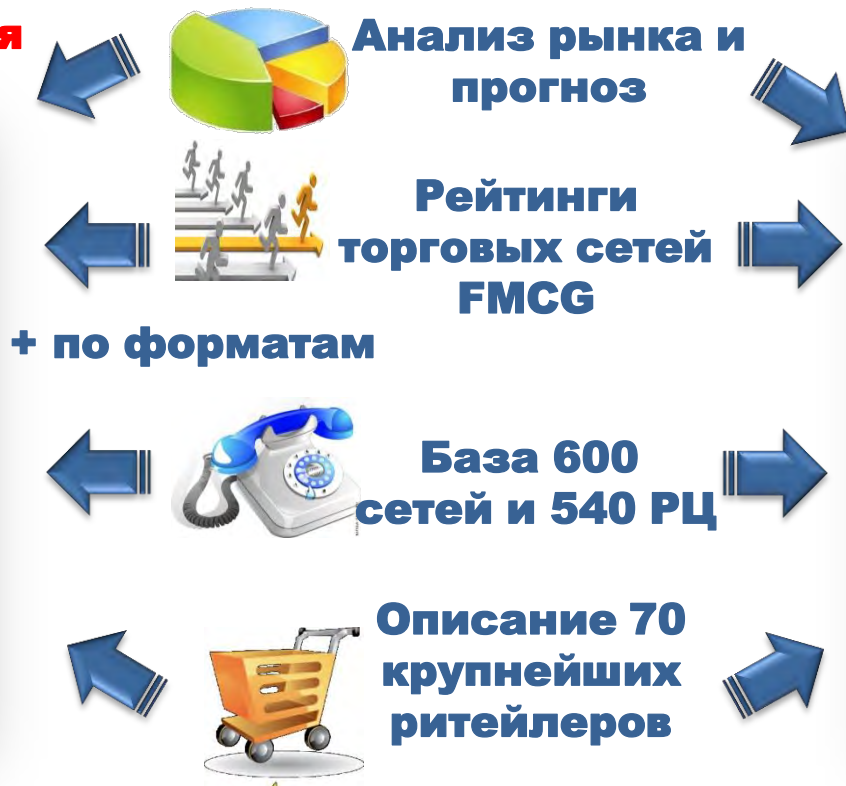 я
Анализ рынка и
прогноз
Рейтинги
торговых сетей
FMCG
+ по форматам
База 600
сетей и 540 РЦ
Описание 70
крупнейших
ритейлеров